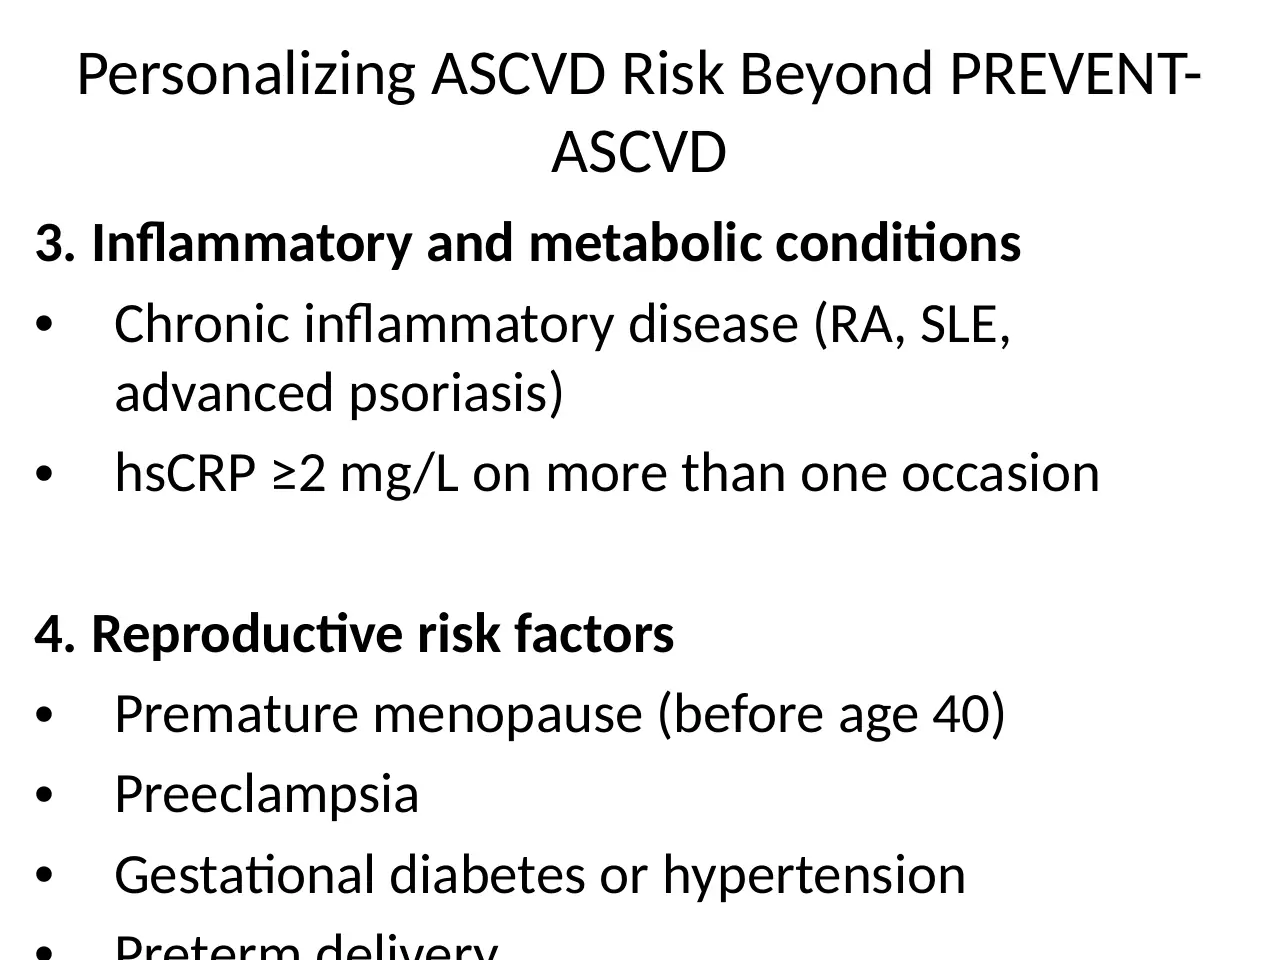 Personalizing ASCVD Risk Beyond PREVENT-
ASCVD
3. Inflammatory and metabolic conditions
• Chronic inflammatory disease (RA, SLE,
advanced psoriasis)
• hsCRP ≥2 mg/L on more than one occasion
4. Reproductive risk factors
• Premature menopause (before age 40)
• Preeclampsia
• Gestational diabetes or hypertension
• Preterm delivery